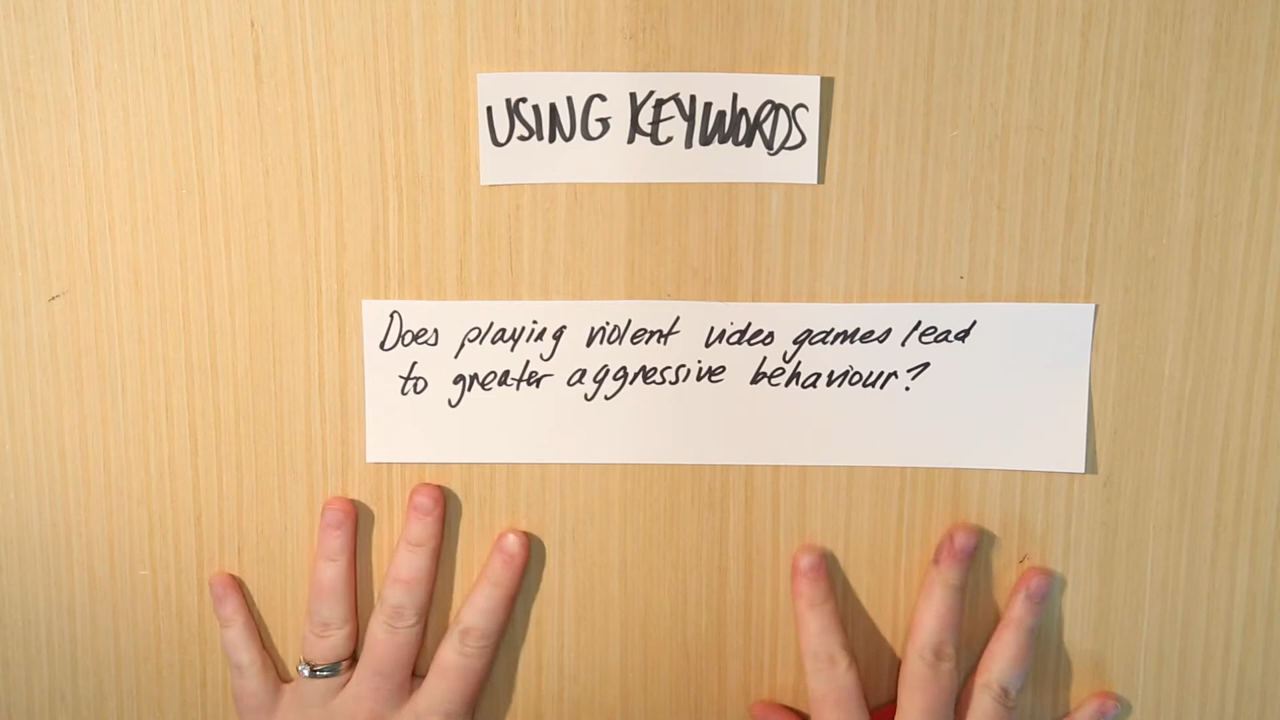 USING KEYWORDS
Does playing violent video games lead
to greater aggressive behaviour?